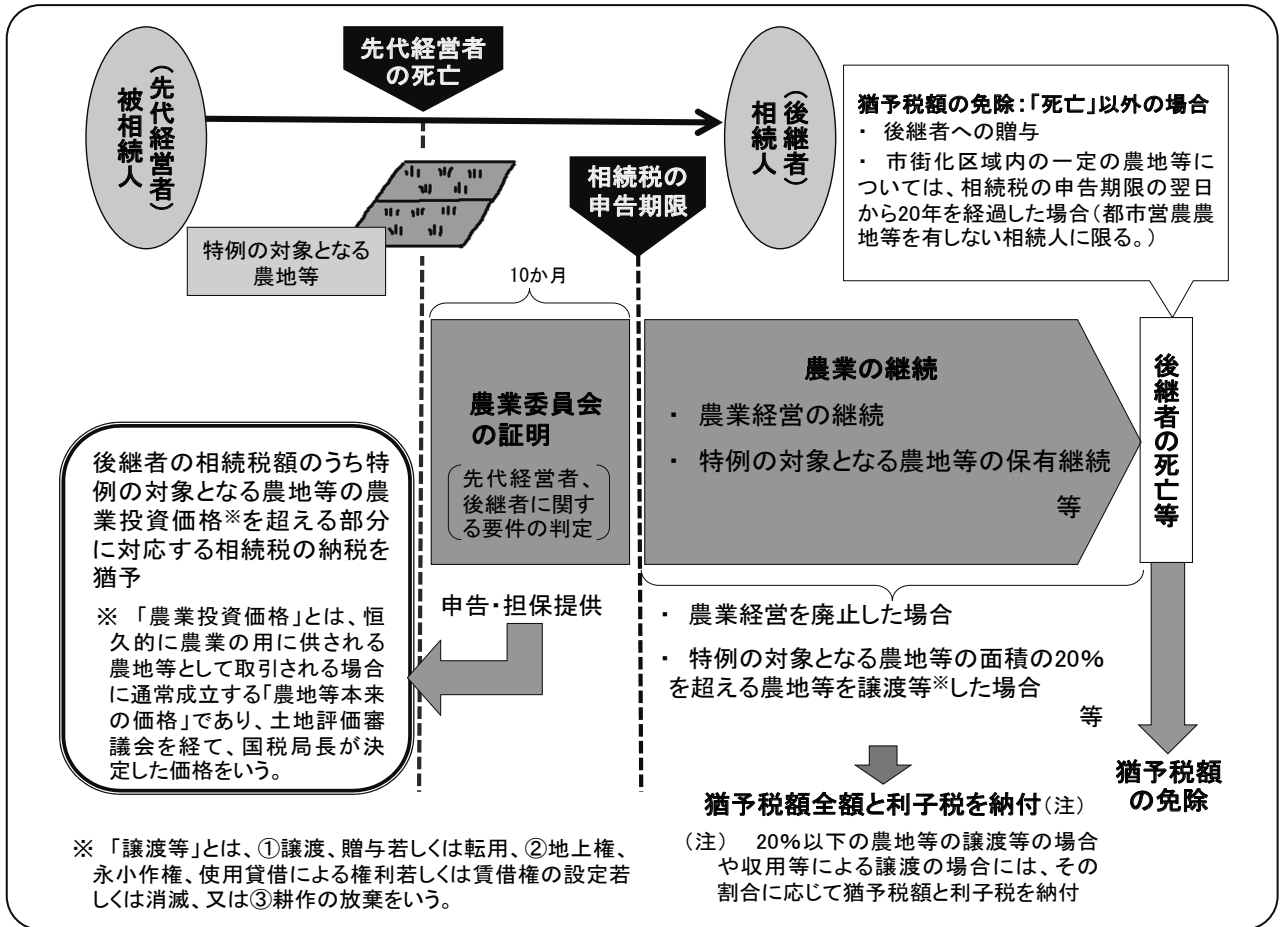 先代経営者
の死亡
（先代経営者）
被相続人
（後継者）
相続人
相続税の
申告期限
特例の対象となる
農地等
猶予税額の免除：「死亡」以外の場合
・ 後継者への贈与
・ 市街化区域内の一定の農地等に
ついては、相続税の申告期限の翌日
から20年を経過した場合（都市営農農
地等を有しない相続人に限る。）
10か月
農業委員会
の証明
先代経営者、
後継者に関す
る要件の判定
農業の継続
・ 農業経営の継続
・ 特例の対象となる農地等の保有継続
等
後継者の死亡等
後継者の相続税額のうち特
例の対象となる農地等の農
業投資価格※を超える部分
に対応する相続税の納税を
猶予
※ 「農業投資価格」とは、恒
久的に農業の用に供される
農地等として取引される場合
に通常成立する「農地等本来
の価格」であり、土地評価審
議会を経て、国税局長が決
定した価格をいう。
申告・担保提供
・ 農業経営を廃止した場合
・ 特例の対象となる農地等の面積の20%
を超える農地等を譲渡等※した場合
等
猶予税額全額と利子税を納付（注）
（注） 20%以下の農地等の譲渡等の場合
や収用等による譲渡の場合には、その
割合に応じて猶予税額と利子税を納付
猶予税額
の免除
※ 「譲渡等」とは、①譲渡、贈与若しくは転用、②地上権、
永小作権、使用貸借による権利若しくは賃借権の設定若
しくは消滅、又は③耕作の放棄をいう。